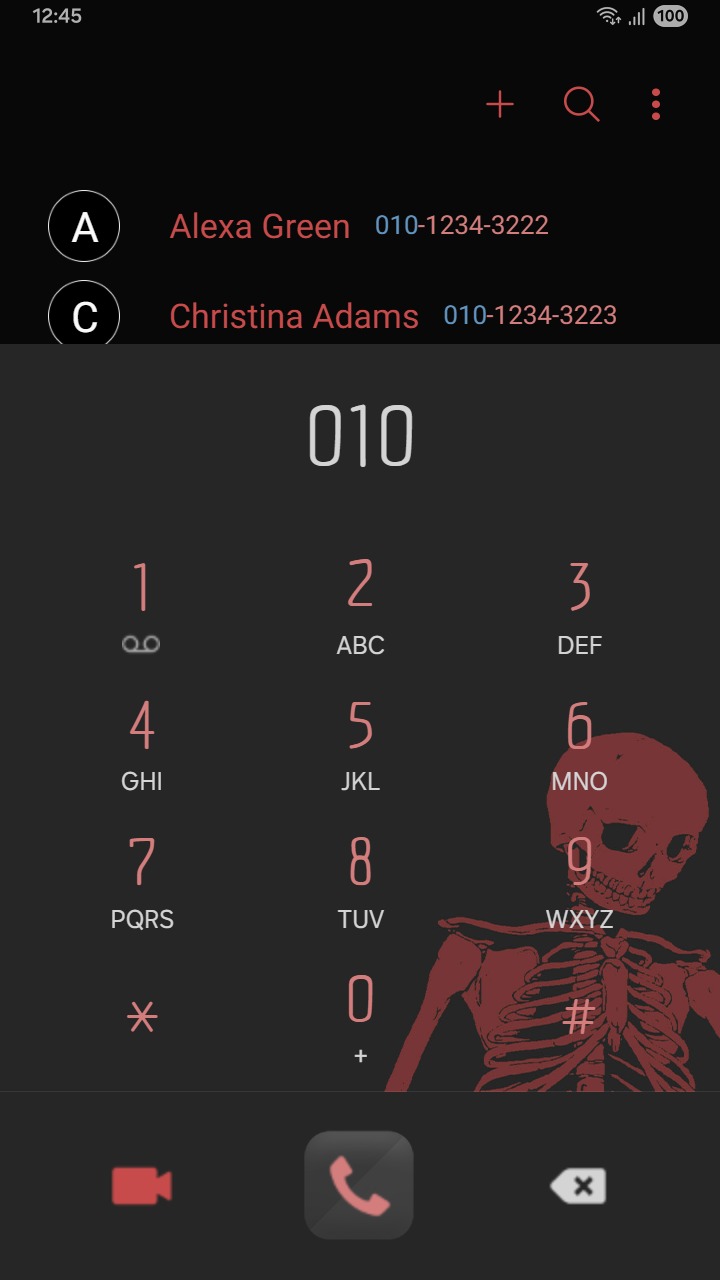 12:45 100
A Alexa Green 010-1234-3222
C Christina Adams 010-1234-3223
010
1 2 3
ABC DEF
4 5 6
GHI JKL MNO
7 8 9
PQRS TUV WXYZ
* 0 #
+